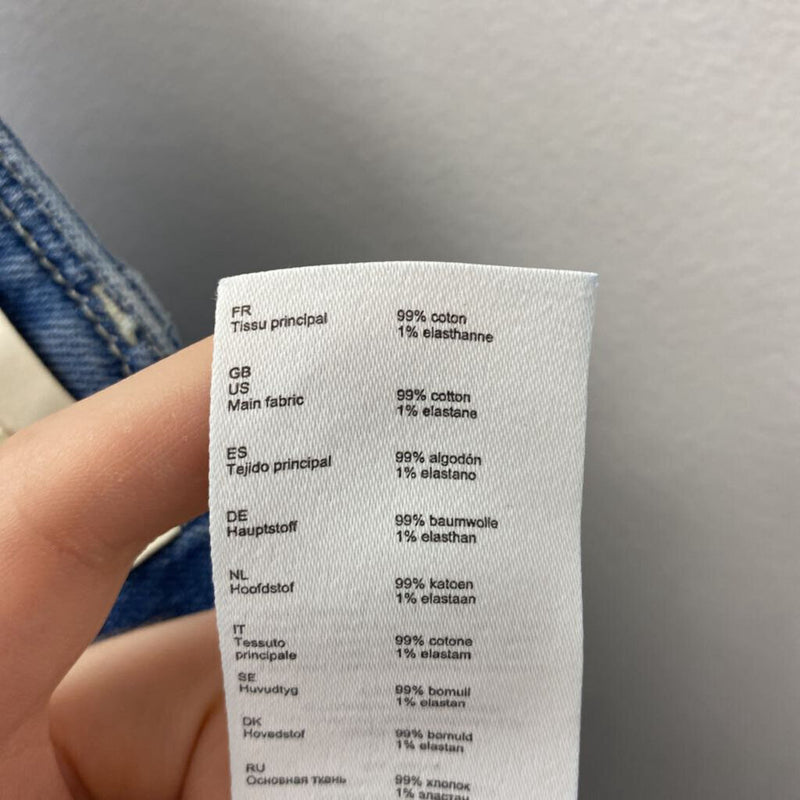 FR
Tissu principal 99% coton
1% elasthanne
GB
US
Main fabric 99% cotton
1% elastane
ES
Tejido principal 99% algodón
1% elastano
DE
Hauptstoff 99% baumwolle
1% elasthan
NL
Hoofdstof 99% katoen
1% elastaan
IT
Tessuto 99% cotone
principale 1% elastam
SE
Huvudtyg 99% bomull
1% elastan
DK
Hovedstof 99% bomuld
1% elastan
RU
Основная ткань 99% хлопок
1% эластан